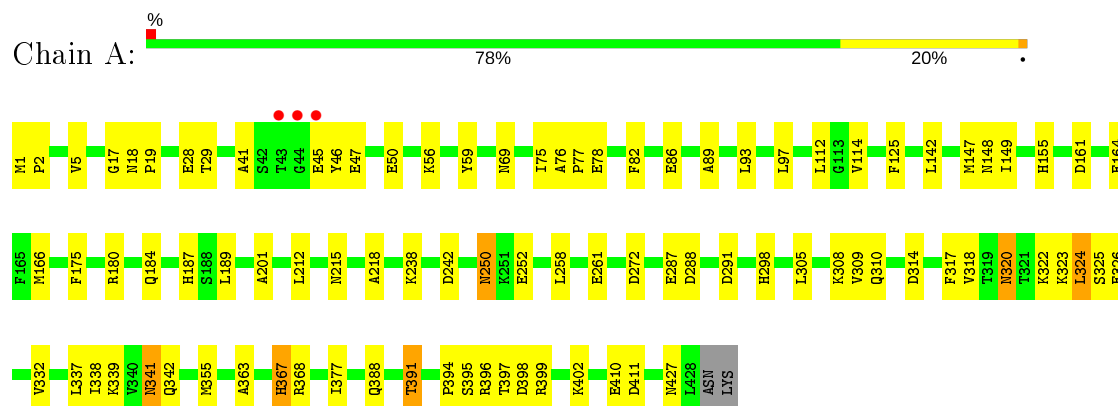 %
Chain A:
78%
20%
•
M1 P2 V5 G17 N18 P19 E28 T29 A41 S42 T43 G44 E45 Y46 E47 E50 K56 Y59 N69 I75 A76 P77 E78 F82 E86 A89 L93 L97 L112 G113 V114 F125 L142 M147 N148 I149 H155 D161 E164
F165 M166 F175 R180 Q184 H187 S188 L189 A201 L212 N215 A218 K238 D242 N250 K251 E252 L258 E261 D272 E287 D288 D291 H298 L305 K308 V309 Q310 D314 F317 V318 T319 N320 T321 K322 K323 L324 S325
V332 L337 I338 K339 V340 N341 Q342 M355 A363 H367 R368 I377 Q388 T391 P394 S395 R396 T397 D398 R399 K402 E410 D411 N427 L428 ASN LYS